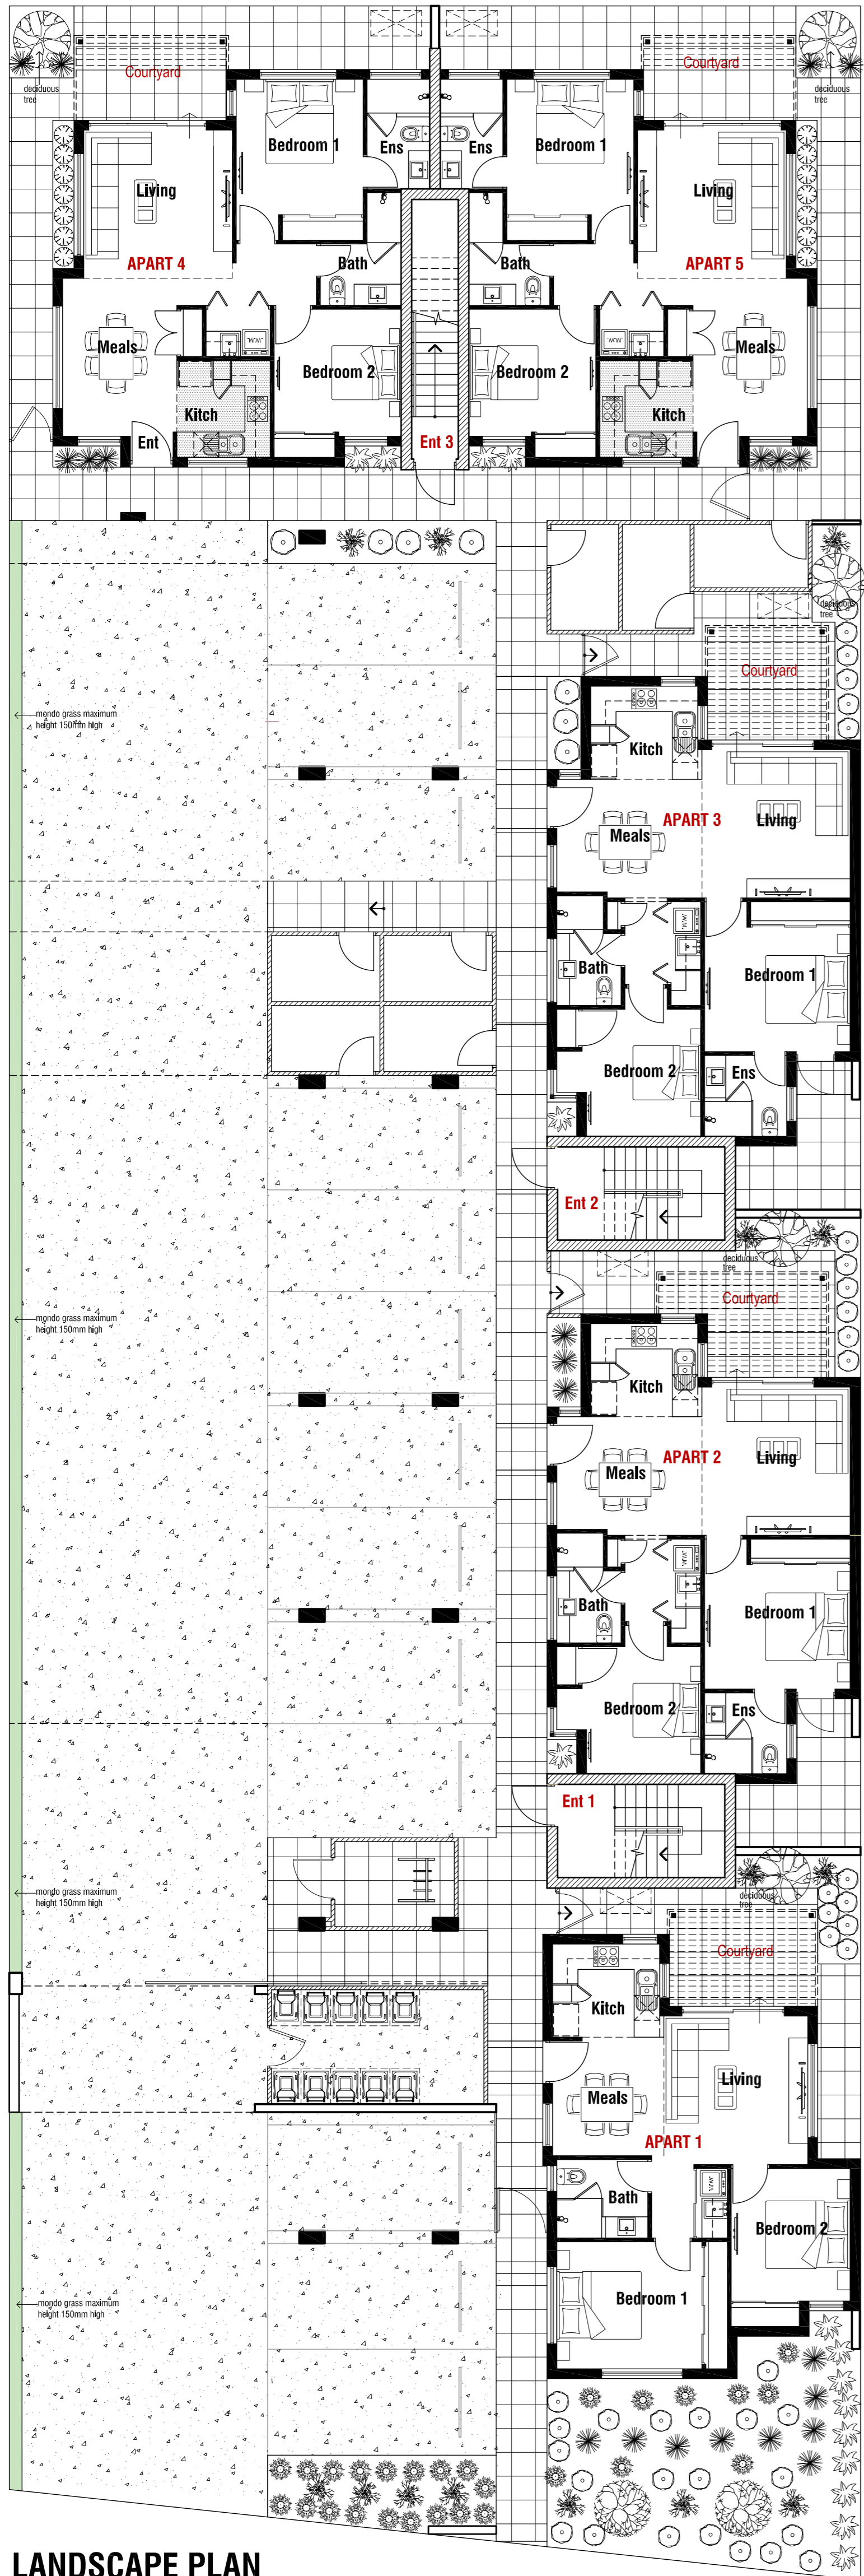 Courtyard
Courtyard
deciduous
tree
deciduous
tree
Bedroom 1
Ens
Ens
Bedroom 1
Living
Living
APART 4
Bath
Bath
APART 5
Meals
W.M.
W.M.
Meals
Bedroom 2
Bedroom 2
Kitch
Ent
Ent 3
Kitch
deciduous
tree
Courtyard
mondo grass maximum
height 150mm high
Kitch
APART 3
Living
Meals
W.M.
Bath
Bedroom 1
Bedroom 2
Ens
Ent 2
deciduous
tree
Courtyard
mondo grass maximum
height 150mm high
Kitch
APART 2
Living
Meals
W.M.
Bath
Bedroom 1
Bedroom 2
Ens
Ent 1
mondo grass maximum
height 150mm high
deciduous
tree
Courtyard
Kitch
Living
Meals
APART 1
W.M.
Bath
Bedroom 2
Bedroom 1
mondo grass maximum
height 150mm high
LANDSCAPE PLAN